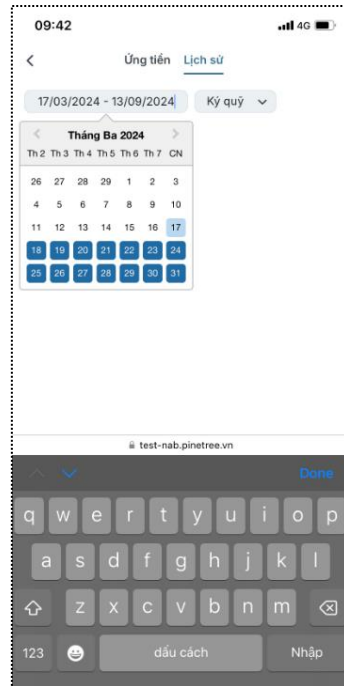 09:42
4G
Ứng tiền Lịch sử
17/03/2024 - 13/09/2024 Ký quỹ
Tháng Ba 2024
Th 2 Th 3 Th 4 Th 5 Th 6 Th 7 CN
26 27 28 29 1 2 3
4 5 6 7 8 9 10
11 12 13 14 15 16 17
18 19 20 21 22 23 24
25 26 27 28 29 30 31
test-nab.pinetree.vn
Done
q w e r t y u i o p
a s d f g h j k l
z x c v b n m
123 dấu cách Nhập